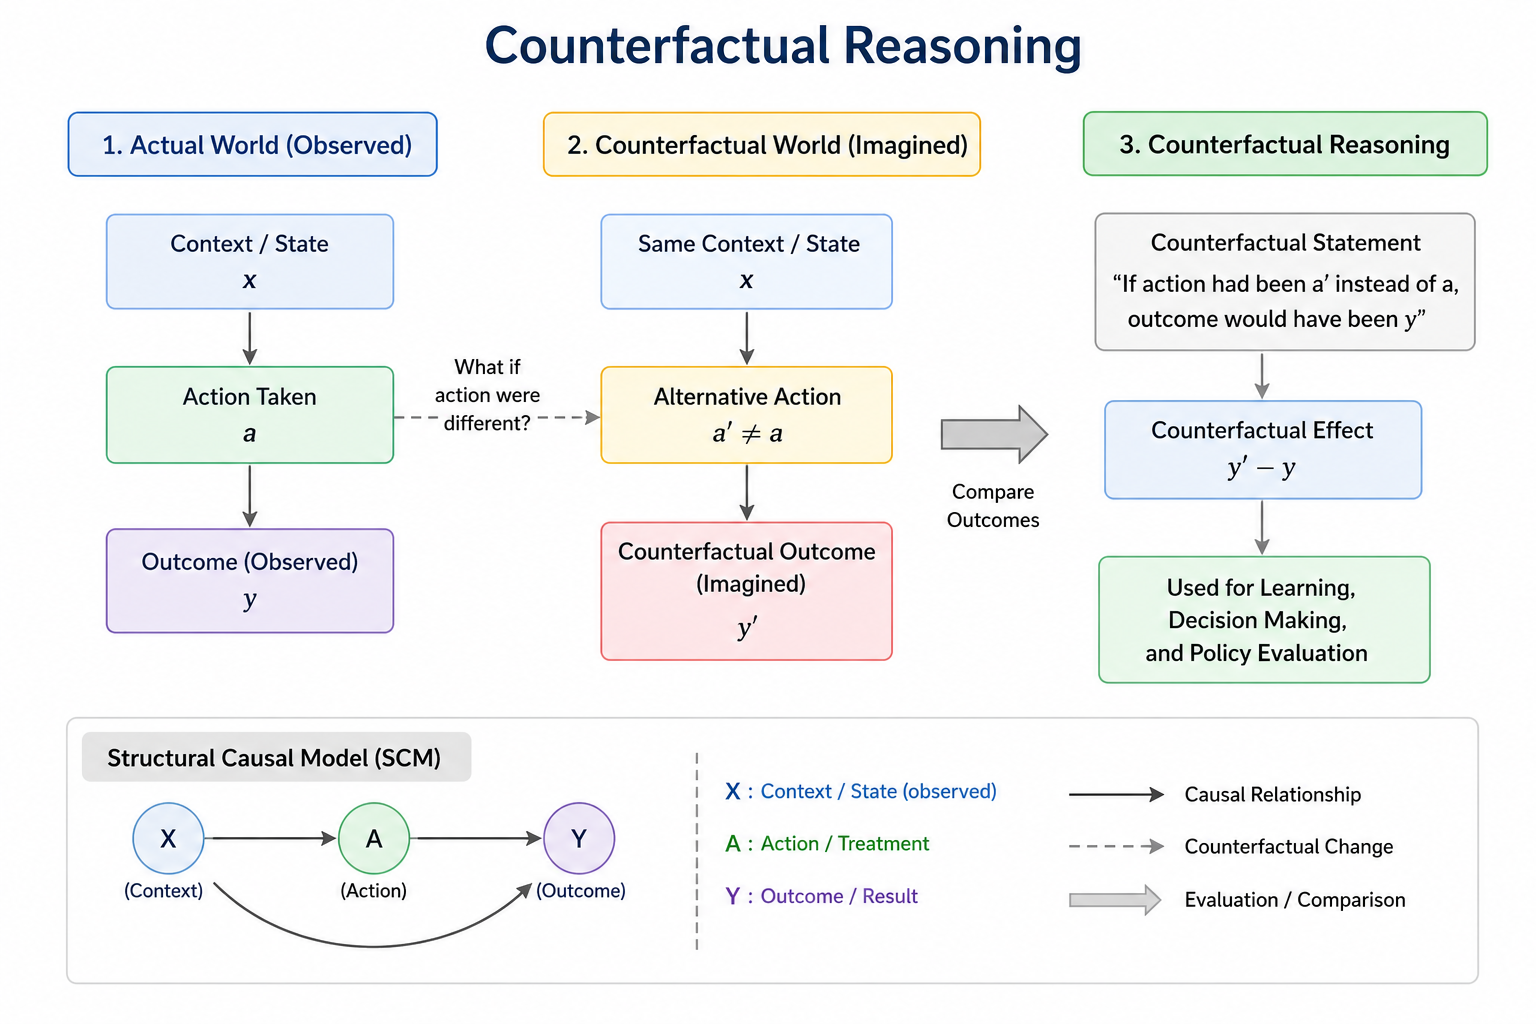 Counterfactual Reasoning
1. Actual World (Observed)
Context / State
x
Action Taken
a
Outcome (Observed)
y
What if
action were
different?
2. Counterfactual World (Imagined)
Same Context / State
x
Alternative Action
a′ ≠ a
Counterfactual Outcome
(Imagined)
y′
Compare
Outcomes
3. Counterfactual Reasoning
Counterfactual Statement
“If action had been a′ instead of a,
outcome would have been y”
Counterfactual Effect
y′ − y
Used for Learning,
Decision Making,
and Policy Evaluation
Structural Causal Model (SCM)
X
A
Y
(Context)
(Action)
(Outcome)
X : Context / State (observed)
A : Action / Treatment
Y : Outcome / Result
Causal Relationship
Counterfactual Change
Evaluation / Comparison